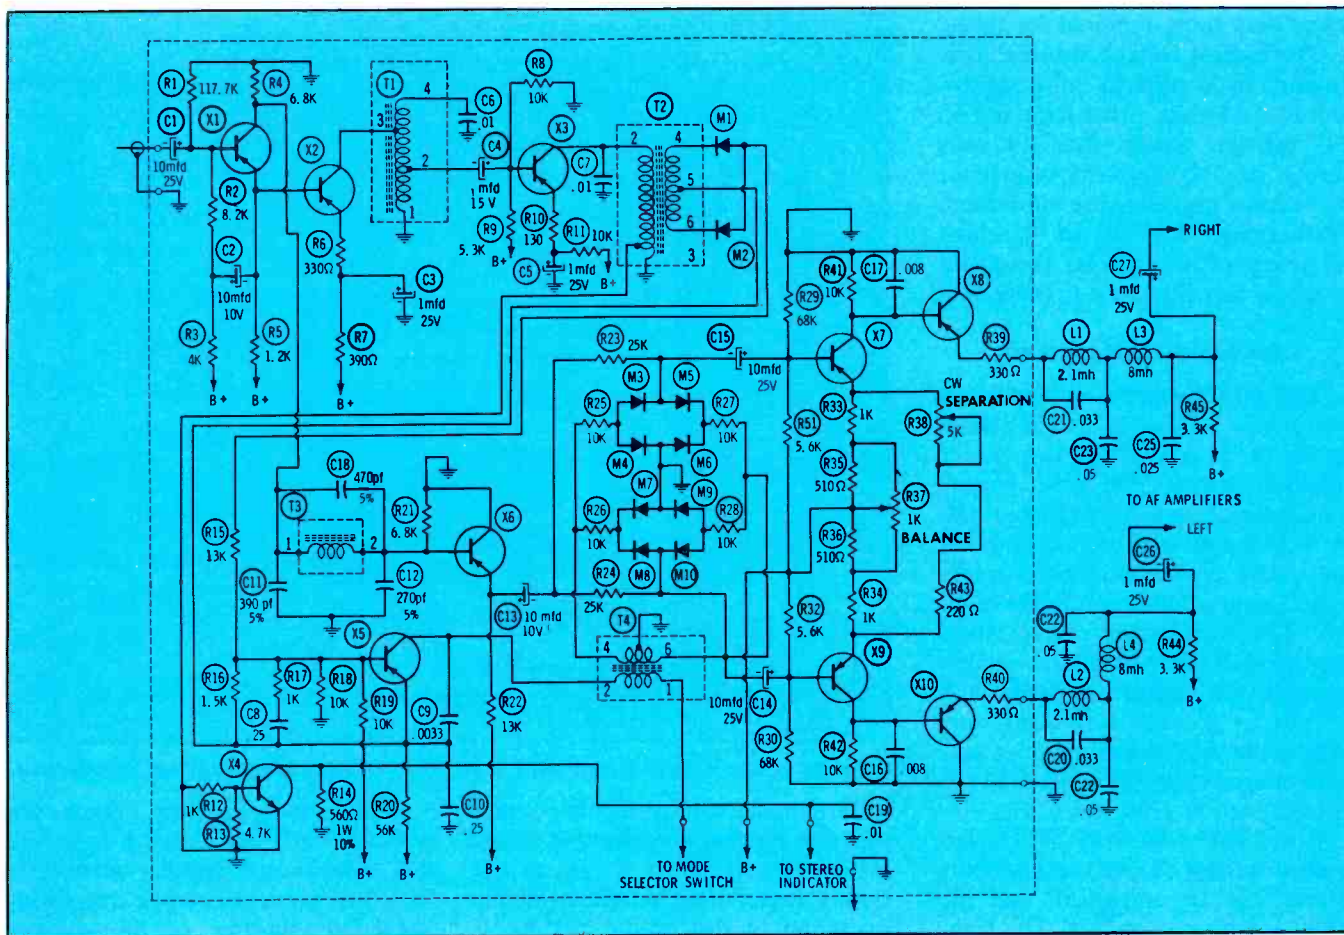 R1
117.7K
R4
6.8K
C1
10mfd
25V
X1
R2
8.2K
C2
10mfd
10V
R3
4K
B+
R5
1.2K
B+
X2
R6
330Ω
C3
1mfd
25V
R7
390Ω
B+
T1
4
3
2
1
C6
.01
C4
1
mfd
15 V
R8
10K
X3
R9
5.3K
B+
R10
130
R11
10K
C5
1mfd
25V
B+
C7
.01
T2
2
4
5
6
3
M1
M2
R29
68K
R41
10K
C17
.008
X8
X7
R39
330Ω
L1
2.1mh
L3
8mh
C21
.033
C23
.05
C25
.025
C27
1 mfd
25V
RIGHT
R45
3.3K
B+
TO AF AMPLIFIERS
LEFT
C26
1 mfd
25V
R23
25K
C15
10mfd
25V
M3
M5
R25
10K
R27
10K
M4
M6
M7
M9
R26
10K
R28
10K
M8
M10
R24
25K
R51
5.6K
R33
1K
CW
SEPARATION
R38
5K
R35
510Ω
R37
1K
BALANCE
R36
510Ω
R34
1K
R43
220 Ω
R32
5.6K
C18
470pf
5%
T3
1
2
R21
6.8K
X6
R15
13K
C11
390 pf
5%
C12
270pf
5%
C13
10 mfd
10V
T4
4
6
2
1
10mfd
25V
C14
X5
R16
1.5K
R17
1K
R18
10K
R19
10K
C8
.25
C9
.0033
R22
13K
X9
X10
R40
330Ω
L2
2.1mh
C20
.033
C22
.05
L4
8mh
R44
3.3K
B+
C22
.05
R30
68K
R42
10K
C16
.008
X4
R12
1K
R13
4.7K
R14
560Ω
1W
10%
R20
56K
C10
.25
C19
.01
B+
B+
B+
TO MODE
SELECTOR SWITCH
B+
TO STEREO
INDICATOR